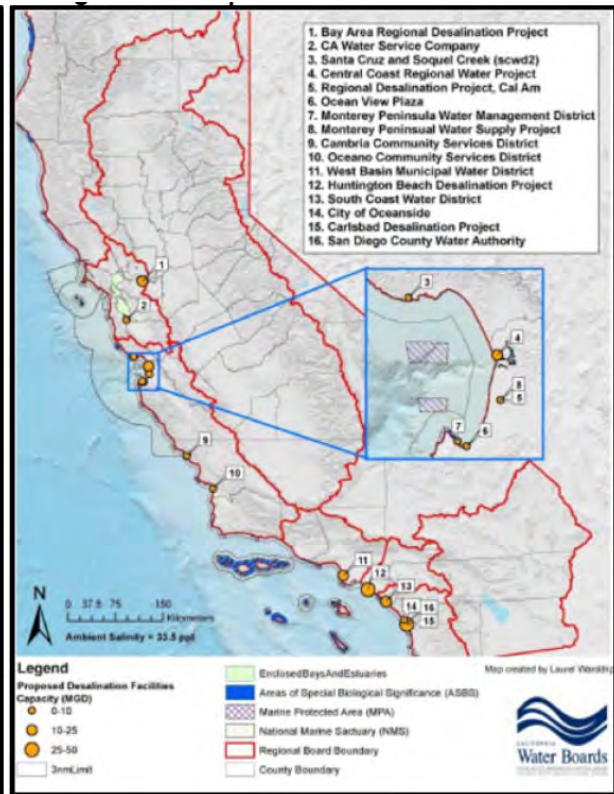 1. Bay Area Regional Desalination Project
2. CA Water Service Company
3. Santa Cruz and Soquel Creek (scwd2)
4. Central Coast Regional Water Project
5. Regional Desalination Project, Cal Am
6. Ocean View Plaza
7. Monterey Peninsula Water Management District
8. Monterey Peninsual Water Supply Project
9. Cambria Community Services District
10. Oceano Community Services District
11. West Basin Municipal Water District
12. Huntington Beach Desalination Project
13. South Coast Water District
14. City of Oceanside
15. Carlsbad Desalination Project
16. San Diego County Water Authority
1
2
3
4
8
5
7
6
9
10
11
12
13
14 16
15
N
0 37.5 75 150
Kilometers
Ambient Salinity = 33.5 ppt
Legend
Proposed Desalination Facilities
Capacity (MGD)
0-10
10-25
25-50
3nmLimit
EnclosedBaysAndEstuaries
Areas of Special Biological Significance (ASBS)
Marine Protected Area (MPA)
National Marine Sactuary (NMS)
Regional Board Boundary
County Boundary
Map created by Laurel
CALIFORNIA
Water Boards